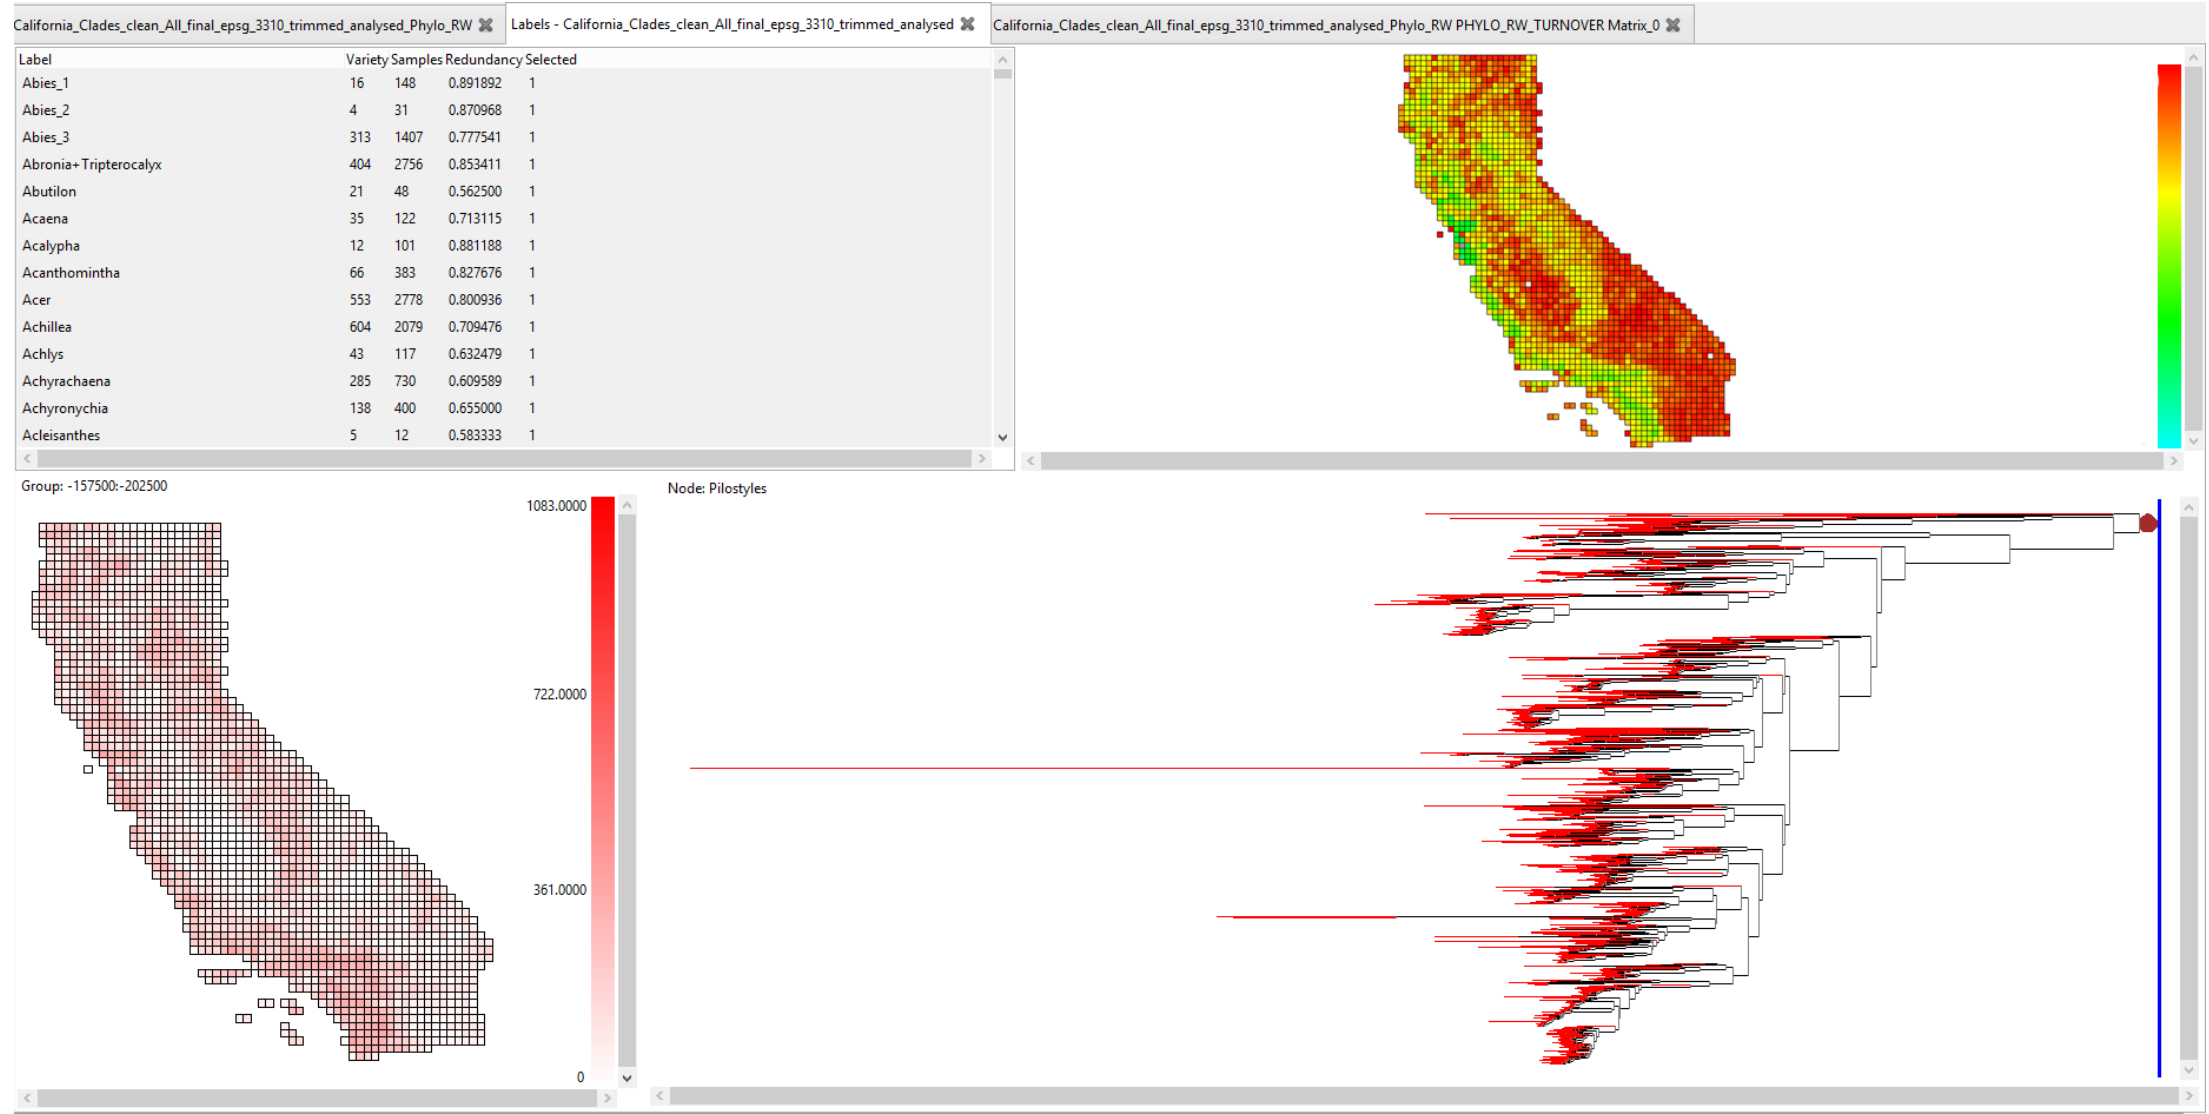 California_Clades_clean_All_final_epsg_3310_trimmed_analysed_Phylo_RW
Labels - California_Clades_clean_All_final_epsg_3310_trimmed_analysed
California_Clades_clean_All_final_epsg_3310_trimmed_analysed_Phylo_RW PHYLO_RW_TURNOVER Matrix_0
Label Variety Samples Redundancy Selected
Abies_1 16 148 0.891892 1
Abies_2 4 31 0.870968 1
Abies_3 313 1407 0.777541 1
Abronia+Tripterocalyx 404 2756 0.853411 1
Abutilon 21 48 0.562500 1
Acaena 35 122 0.713115 1
Acalypha 12 101 0.881188 1
Acanthomintha 66 383 0.827676 1
Acer 553 2778 0.800936 1
Achillea 604 2079 0.709476 1
Achlys 43 117 0.632479 1
Achyrachaena 285 730 0.609589 1
Achyronychia 138 400 0.655000 1
Acleisanthes 5 12 0.583333 1
Group: -157500:-202500
1083.0000
722.0000
361.0000
0
Node: Pilostyles